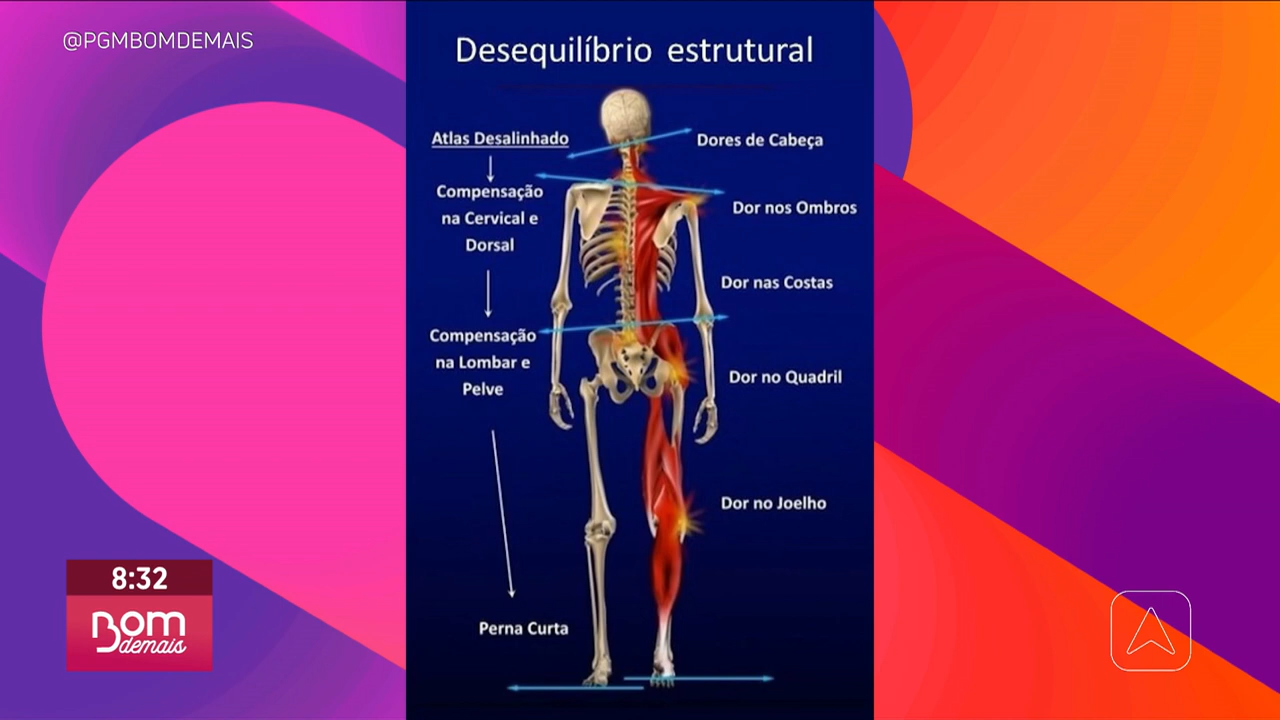 @PGMBOMDEMAIS
Desequilíbrio estrutural
Atlas Desalinhado
Dores de Cabeça
Compensação
na Cervical e
Dorsal
Dor nos Ombros
Dor nas Costas
Compensação
na Lombar e
Pelve
Dor no Quadril
Dor no Joelho
Perna Curta
8:32
Bom
demais